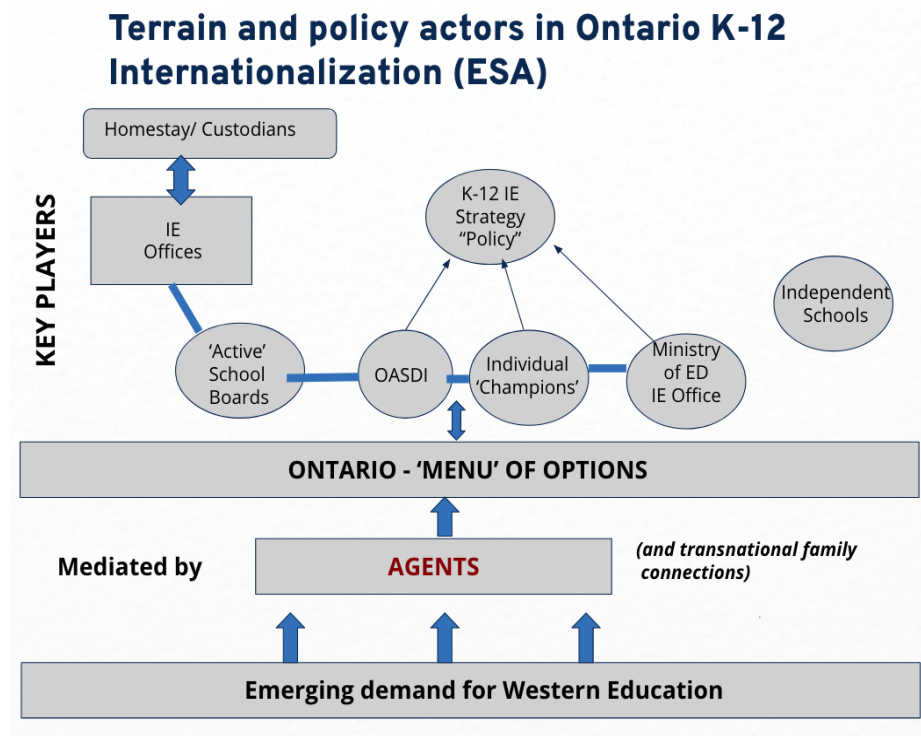 Terrain and policy actors in Ontario K-12
Internationalization (ESA)
Homestay/ Custodians
KEY PLAYERS
IE
Offices
K-12 IE
Strategy
“Policy”
Independent
Schools
‘Active’
School
Boards
OASDI
Individual
‘Champions’
Ministry
of ED
IE Office
ONTARIO - ‘MENU’ OF OPTIONS
Mediated by
AGENTS
(and transnational family
connections)
Emerging demand for Western Education